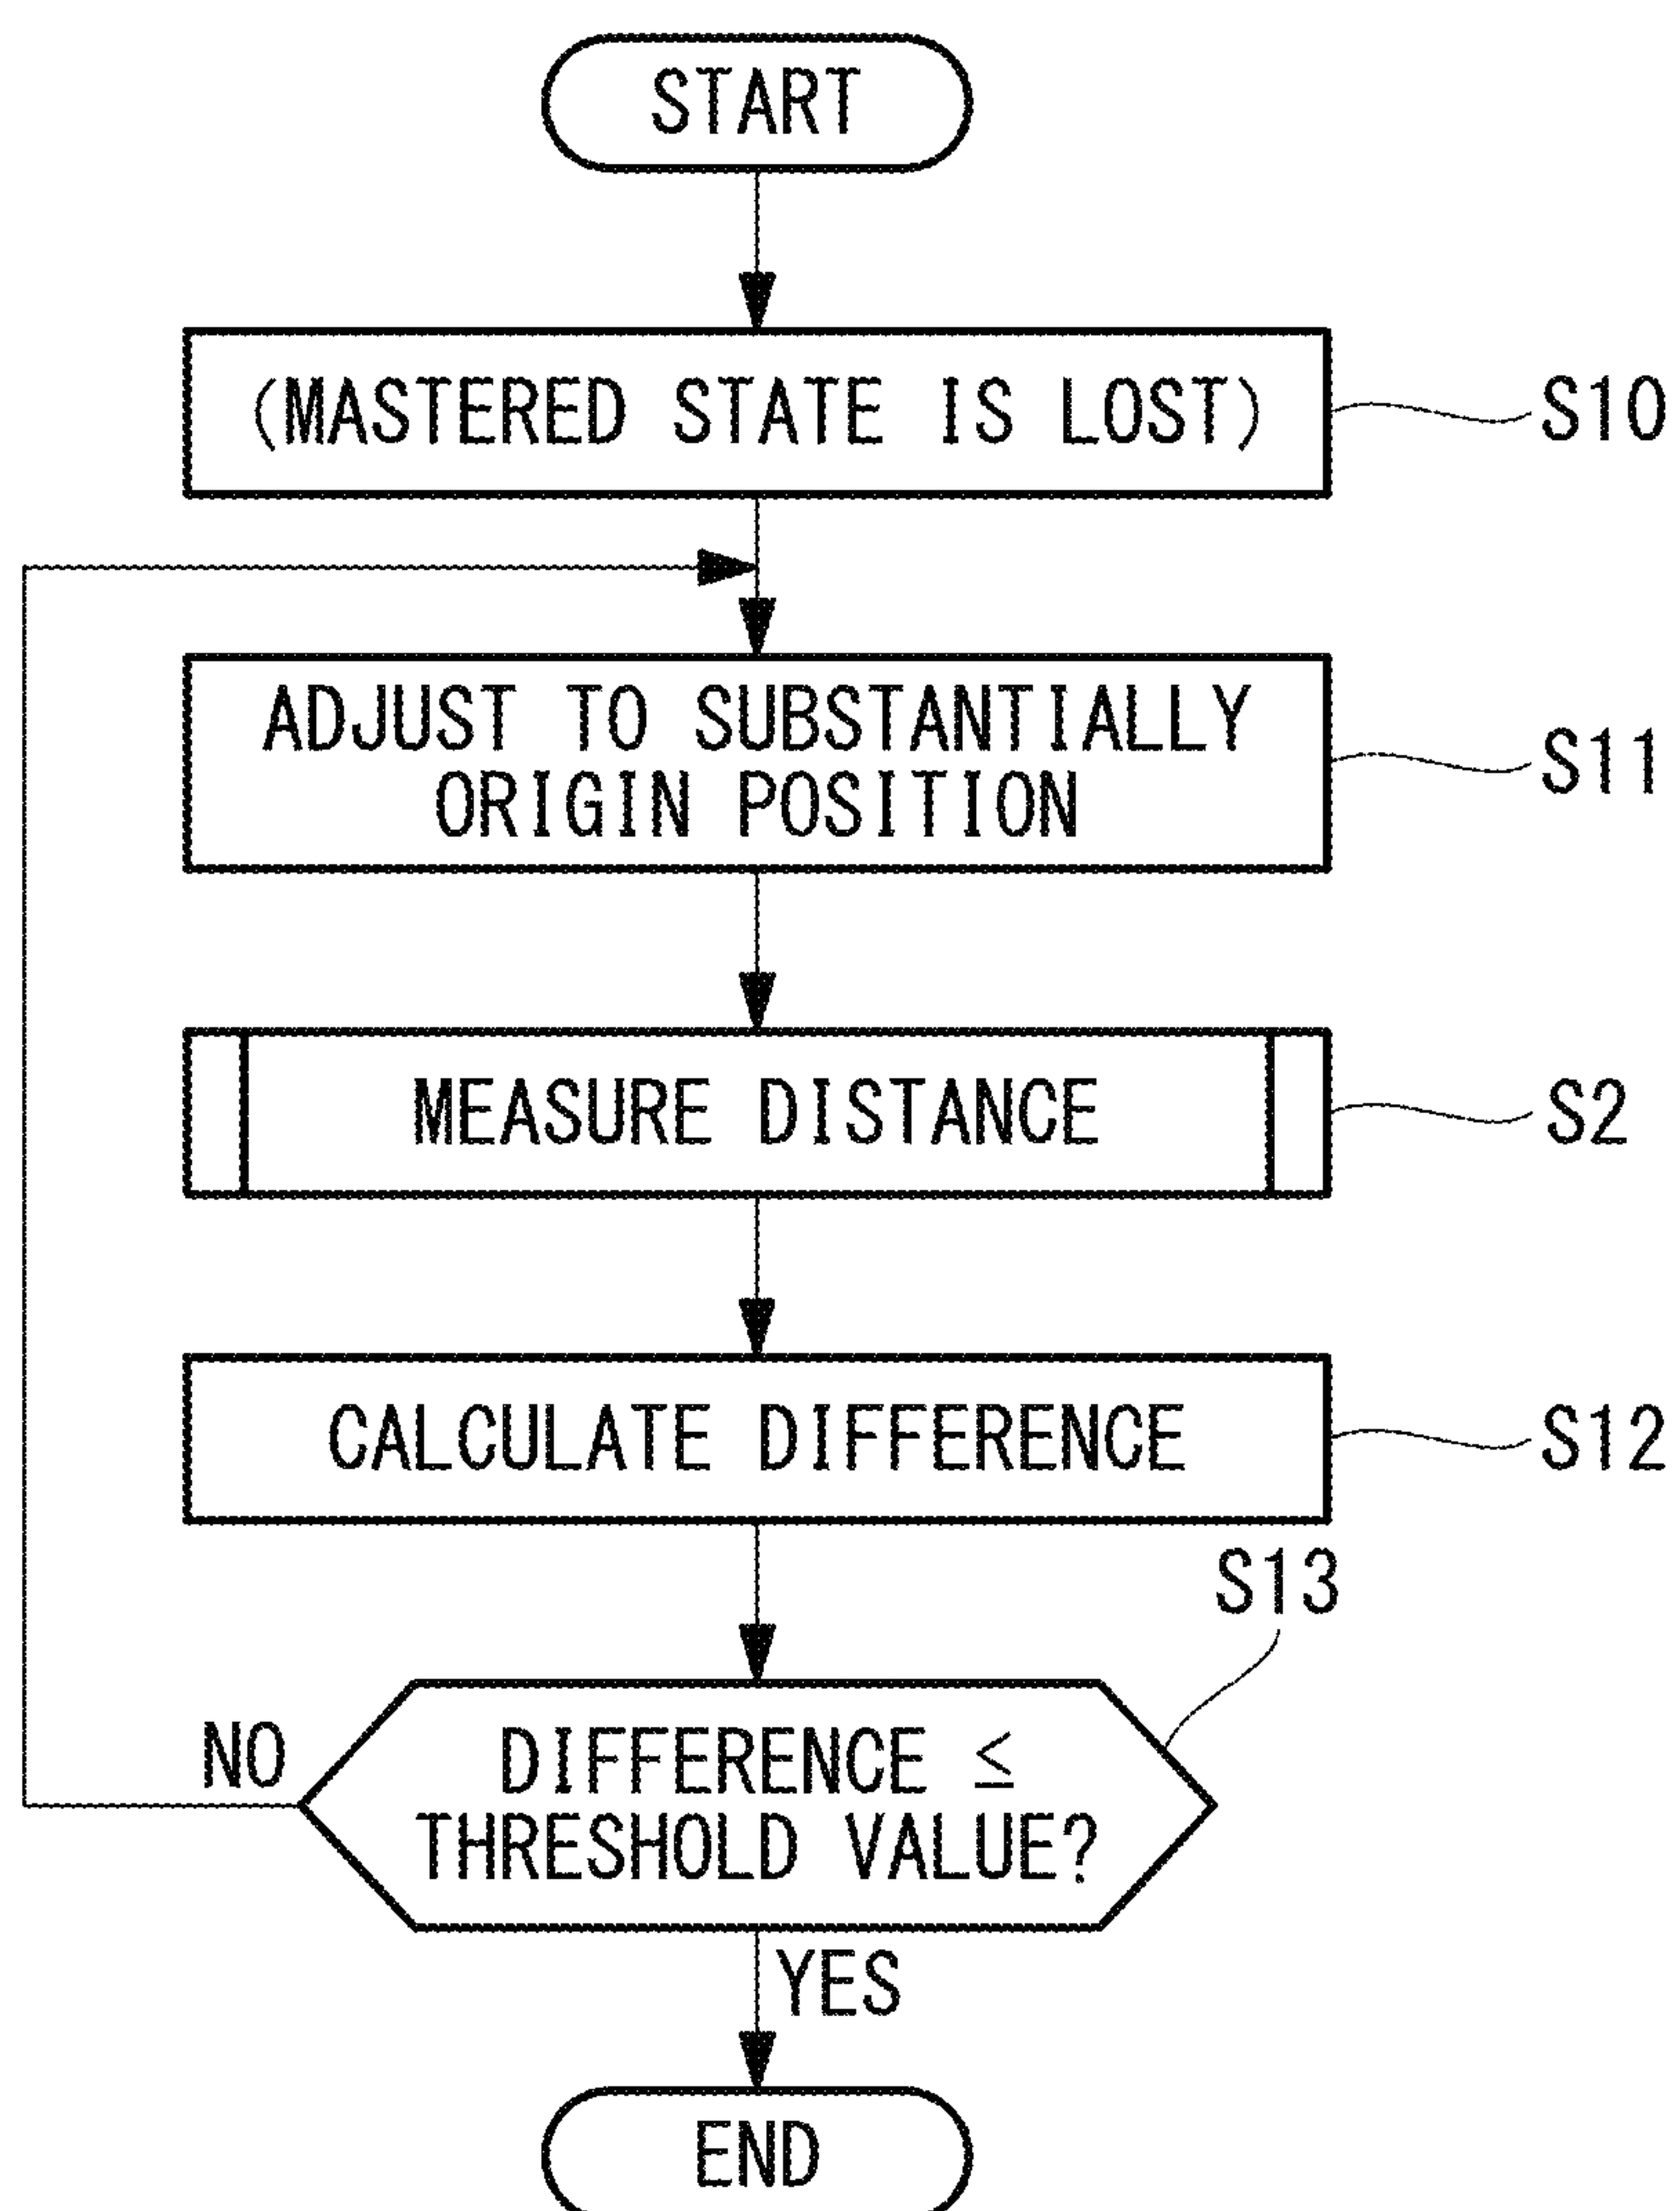 START
(MASTERED STATE IS LOST)
S10
ADJUST TO SUBSTANTIALLY
ORIGIN POSITION
S11
MEASURE DISTANCE
S2
CALCULATE DIFFERENCE
S12
S13
NO
DIFFERENCE ≤
THRESHOLD VALUE?
YES
END